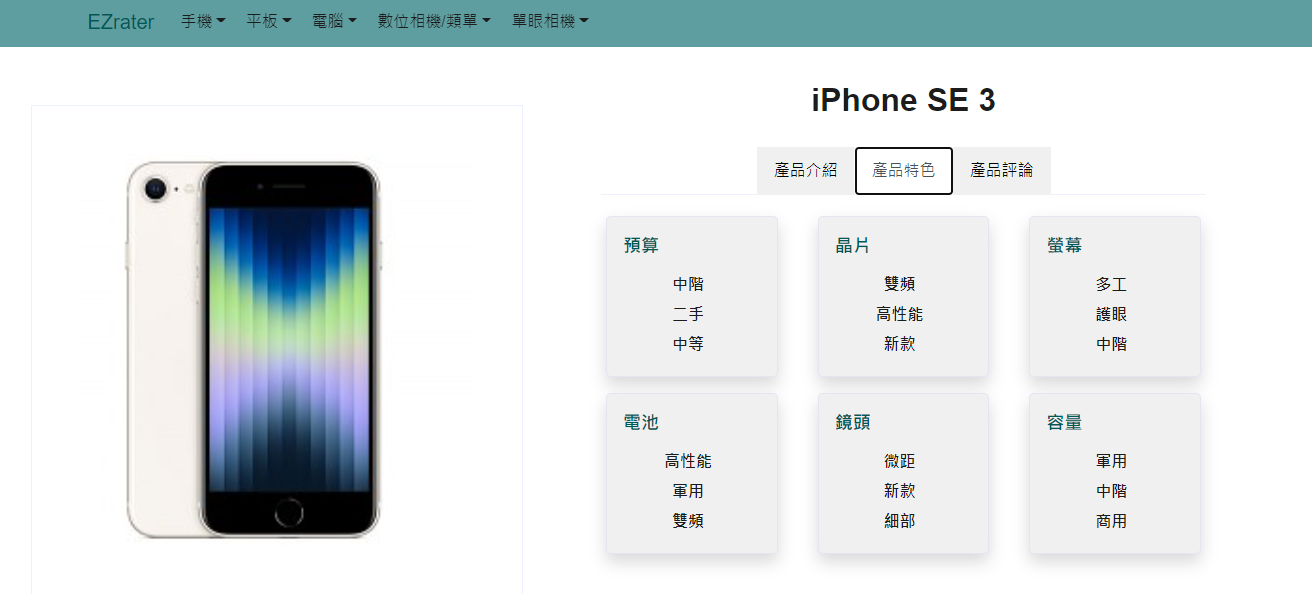 EZrater 手機 平板 電腦 數位相機/類單 單眼相機
iPhone SE 3
產品介紹 產品特色 產品評論
預算
中階
二手
中等
晶片
雙頻
高性能
新款
螢幕
多工
護眼
中階
電池
高性能
軍用
雙頻
鏡頭
微距
新款
細部
容量
軍用
中階
商用